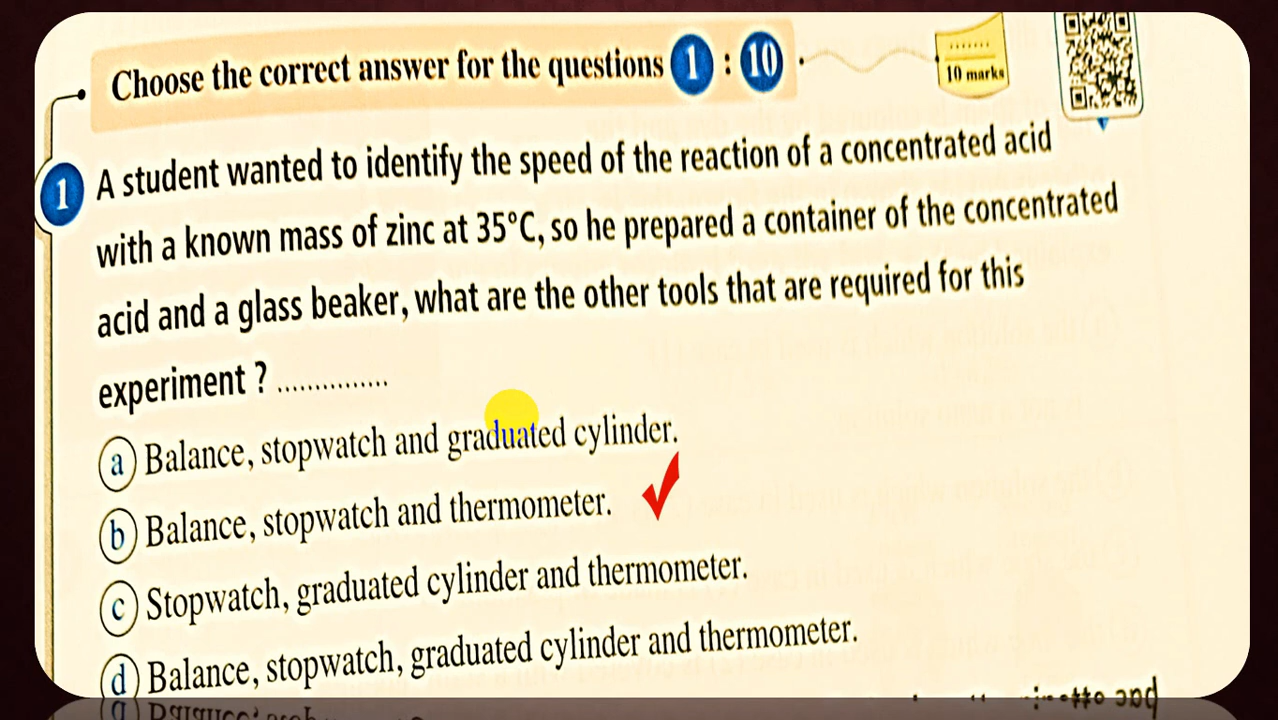 Choose the correct answer for the questions 1 : 10
.......
10 marks
1 A student wanted to identify the speed of the reaction of a concentrated acid
with a known mass of zinc at 35°C, so he prepared a container of the concentrated
acid and a glass beaker, what are the other tools that are required for this
experiment ? ...............
a Balance, stopwatch and graduated cylinder.
b Balance, stopwatch and thermometer.
c Stopwatch, graduated cylinder and thermometer.
d Balance, stopwatch, graduated cylinder and thermometer.